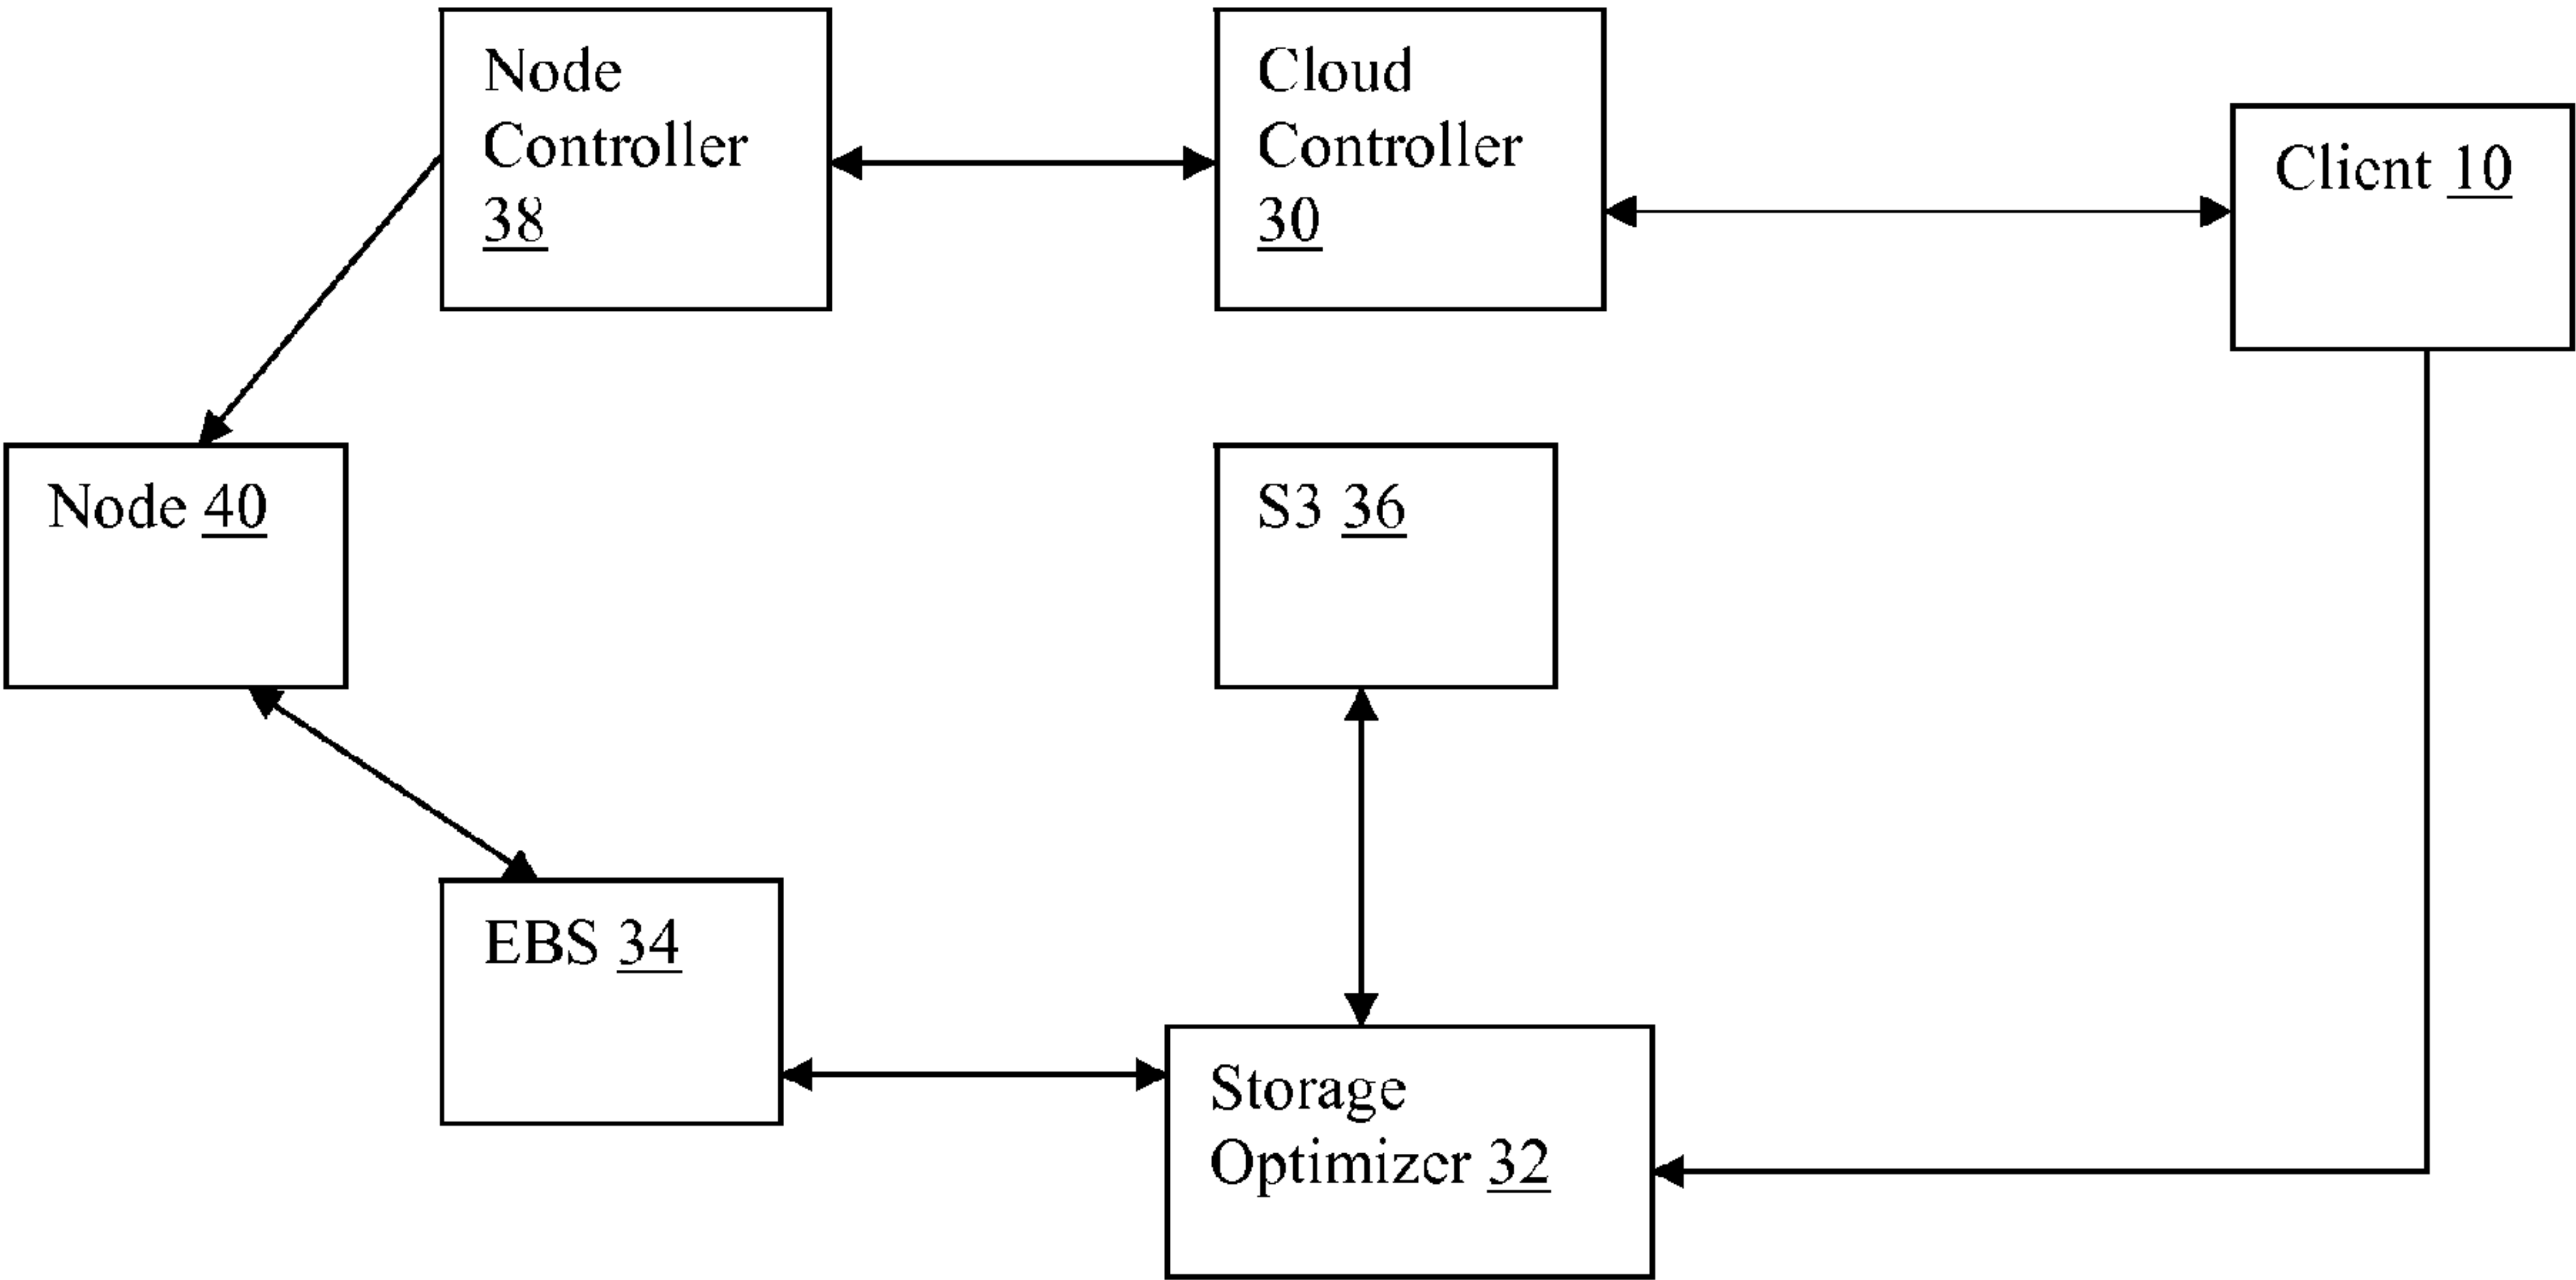 Node
Controller
38
Cloud
Controller
30
Client 10
Node 40
S3 36
EBS 34
Storage
Optimizer 32